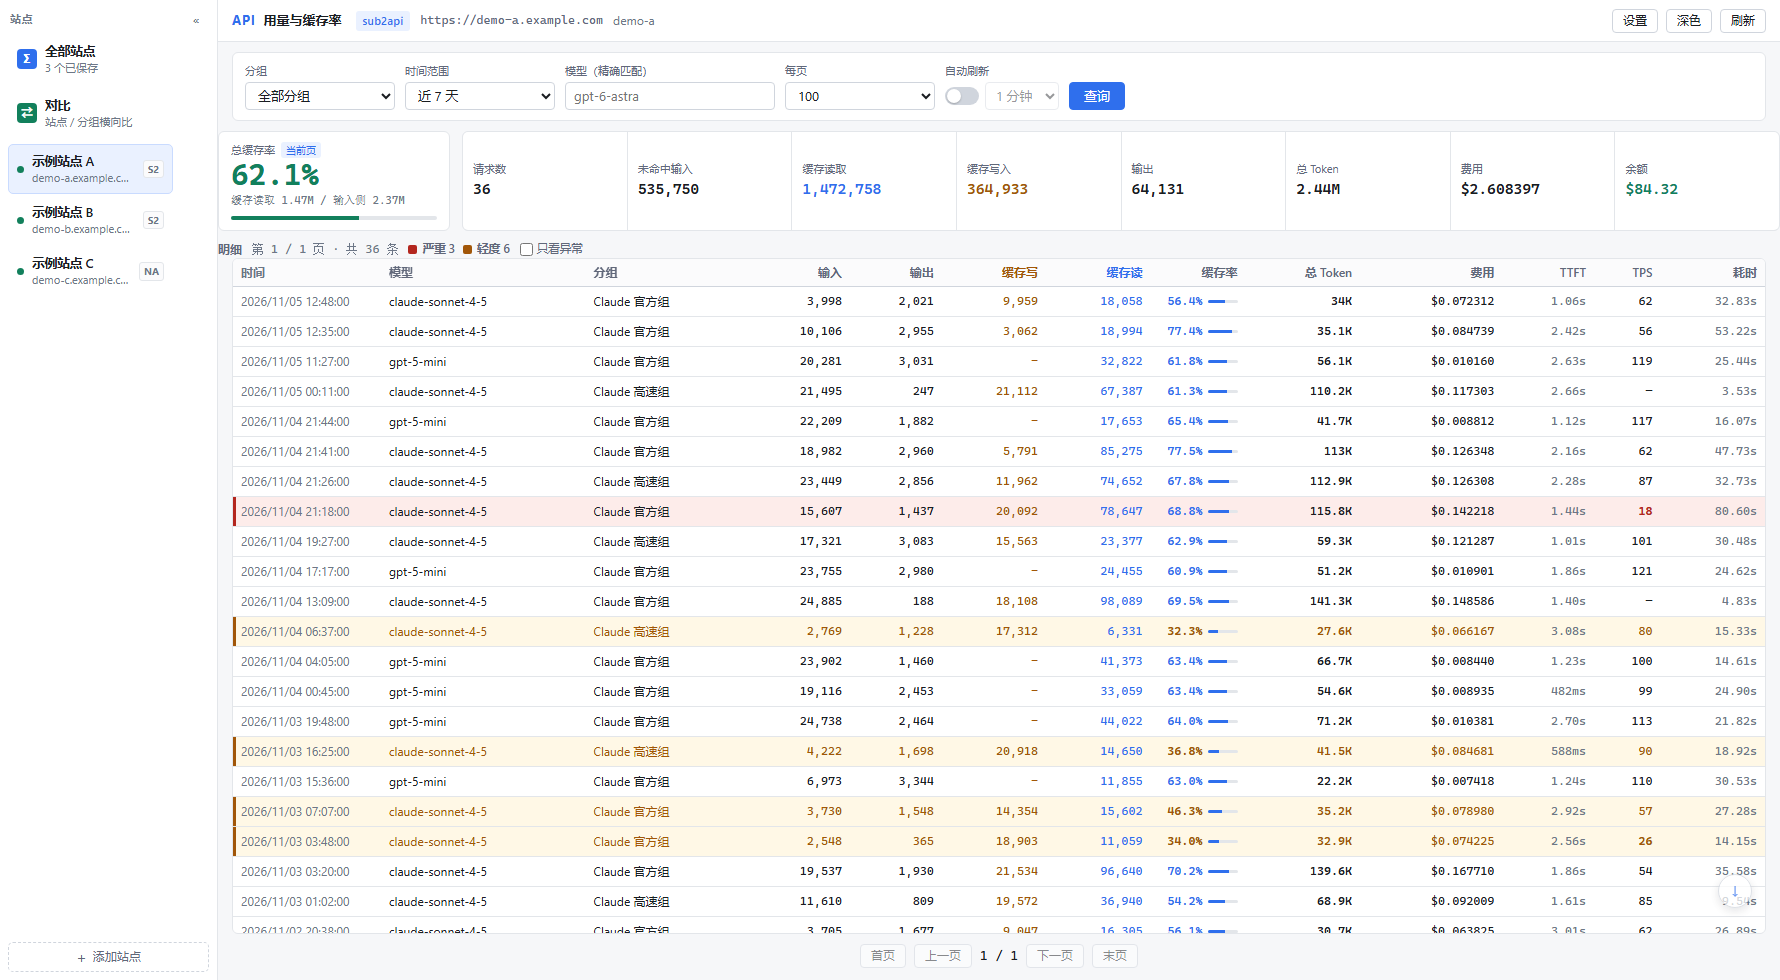 站点 «
Σ 全部站点
3 个已保存
对比
站点 / 分组横向比
示例站点 A S2
demo-a.example.c...
示例站点 B S2
demo-b.example.c...
示例站点 C NA
demo-c.example.c...
+ 添加站点
API 用量与缓存率 sub2api https://demo-a.example.com demo-a 设置 深色 刷新
分组 时间范围 模型（精确匹配） 每页 自动刷新
全部分组 近 7 天 gpt-6-astra 100 1 分钟 查询
总缓存率 当前页
62.1%
缓存读取 1.47M / 输入侧 2.37M
请求数 未命中输入 缓存读取 缓存写入 输出 总 Token 费用 余额
36 535,750 1,472,758 364,933 64,131 2.44M $2.608397 $84.32
明细 第 1 / 1 页 · 共 36 条 严重 3 轻度 6 只看异常
时间 模型 分组 输入 输出 缓存写 缓存读 缓存率 总 Token 费用 TTFT TPS 耗时
2026/11/05 12:48:00 claude-sonnet-4-5 Claude 官方组 3,998 2,021 9,959 18,058 56.4% 34K $0.072312 1.06s 62 32.83s
2026/11/05 12:35:00 claude-sonnet-4-5 Claude 官方组 10,106 2,955 3,062 18,994 77.4% 35.1K $0.084739 2.42s 56 53.22s
2026/11/05 11:27:00 gpt-5-mini Claude 官方组 20,281 3,031 – 32,822 61.8% 56.1K $0.010160 2.63s 119 25.44s
2026/11/05 00:11:00 claude-sonnet-4-5 Claude 高速组 21,495 247 21,112 67,387 61.3% 110.2K $0.117303 2.66s – 3.53s
2026/11/04 21:44:00 gpt-5-mini Claude 官方组 22,209 1,882 – 17,653 65.4% 41.7K $0.008812 1.12s 117 16.07s
2026/11/04 21:41:00 claude-sonnet-4-5 Claude 官方组 18,982 2,960 5,791 85,275 77.5% 113K $0.126348 2.16s 62 47.73s
2026/11/04 21:26:00 claude-sonnet-4-5 Claude 高速组 23,449 2,856 11,962 74,652 67.8% 112.9K $0.126308 2.28s 87 32.73s
2026/11/04 21:18:00 claude-sonnet-4-5 Claude 官方组 15,607 1,437 20,092 78,647 68.8% 115.8K $0.142218 1.44s 18 80.60s
2026/11/04 19:27:00 claude-sonnet-4-5 Claude 高速组 17,321 3,083 15,563 23,377 62.9% 59.3K $0.121287 1.01s 101 30.48s
2026/11/04 17:17:00 gpt-5-mini Claude 官方组 23,755 2,980 – 24,455 60.9% 51.2K $0.010901 1.86s 121 24.62s
2026/11/04 13:09:00 claude-sonnet-4-5 Claude 官方组 24,885 188 18,108 98,089 69.5% 141.3K $0.148586 1.40s – 4.83s
2026/11/04 06:37:00 claude-sonnet-4-5 Claude 高速组 2,769 1,228 17,312 6,331 32.3% 27.6K $0.066167 3.08s 80 15.33s
2026/11/04 04:05:00 gpt-5-mini Claude 官方组 23,902 1,460 – 41,373 63.4% 66.7K $0.008440 1.23s 100 14.61s
2026/11/04 00:45:00 gpt-5-mini Claude 官方组 19,116 2,453 – 33,059 63.4% 54.6K $0.008935 482ms 99 24.90s
2026/11/03 19:48:00 gpt-5-mini Claude 官方组 24,738 2,464 – 44,022 64.0% 71.2K $0.010381 2.70s 113 21.82s
2026/11/03 16:25:00 claude-sonnet-4-5 Claude 高速组 4,222 1,698 20,918 14,650 36.8% 41.5K $0.084681 588ms 90 18.92s
2026/11/03 15:36:00 gpt-5-mini Claude 官方组 6,973 3,344 – 11,855 63.0% 22.2K $0.007418 1.24s 110 30.53s
2026/11/03 07:07:00 claude-sonnet-4-5 Claude 官方组 3,730 1,548 14,354 15,602 46.3% 35.2K $0.078980 2.92s 57 27.28s
2026/11/03 03:48:00 claude-sonnet-4-5 Claude 官方组 2,548 365 18,903 11,059 34.0% 32.9K $0.074225 2.56s 26 14.15s
2026/11/03 03:20:00 claude-sonnet-4-5 Claude 官方组 19,537 1,930 21,534 96,640 70.2% 139.6K $0.167710 1.86s 54 35.58s
2026/11/03 01:02:00 claude-sonnet-4-5 Claude 高速组 11,610 809 19,572 36,940 54.2% 68.9K $0.092009 1.61s 85
2026/11/02 20:38:00 claude-sonnet-4-5 Claude 官方组 3,705 1,677 9,047 16,305 56.1% 30.7K $0.063825 3.01s 62 26.89s
首页 上一页 1 / 1 下一页 末页